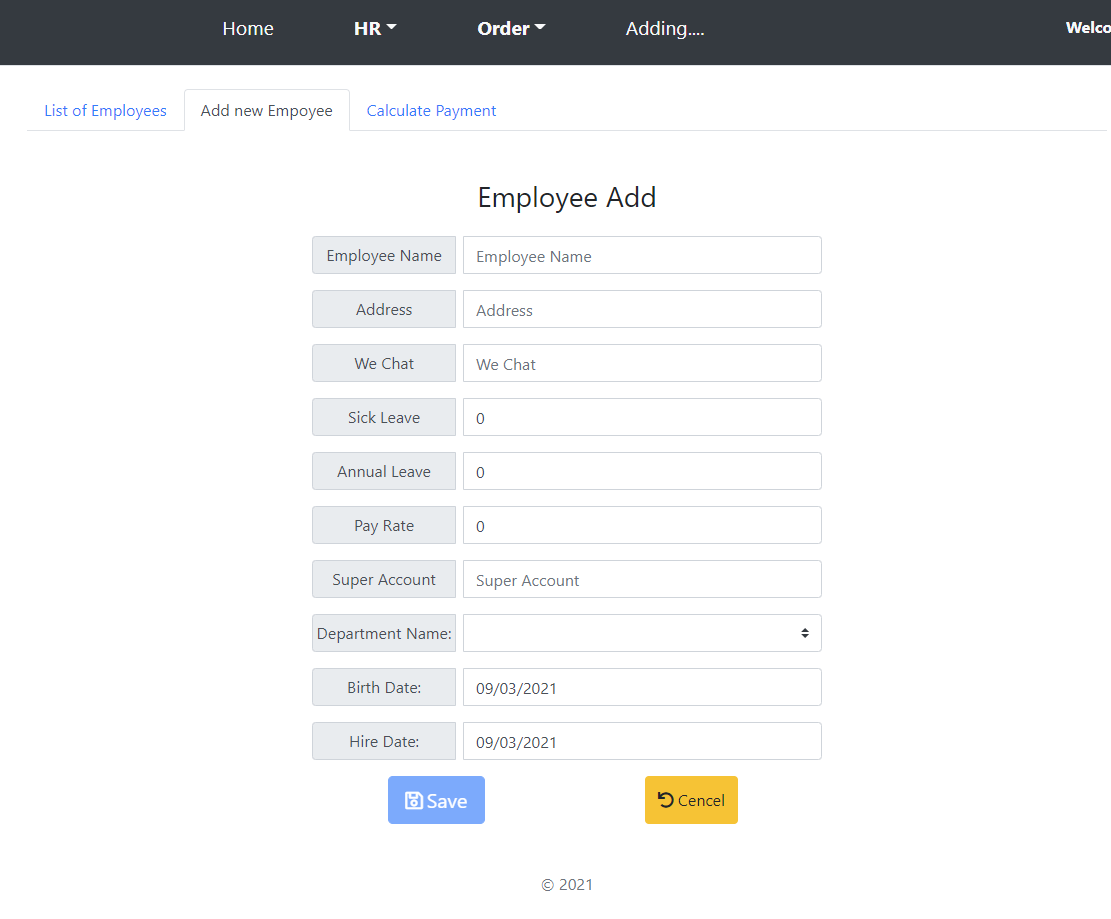 Home HR Order Adding.... Welco
List of Employees Add new Empoyee Calculate Payment
Employee Add
Employee Name Employee Name
Address Address
We Chat We Chat
Sick Leave 0
Annual Leave 0
Pay Rate 0
Super Account Super Account
Department Name:
Birth Date: 09/03/2021
Hire Date: 09/03/2021
Save Cencel
© 2021